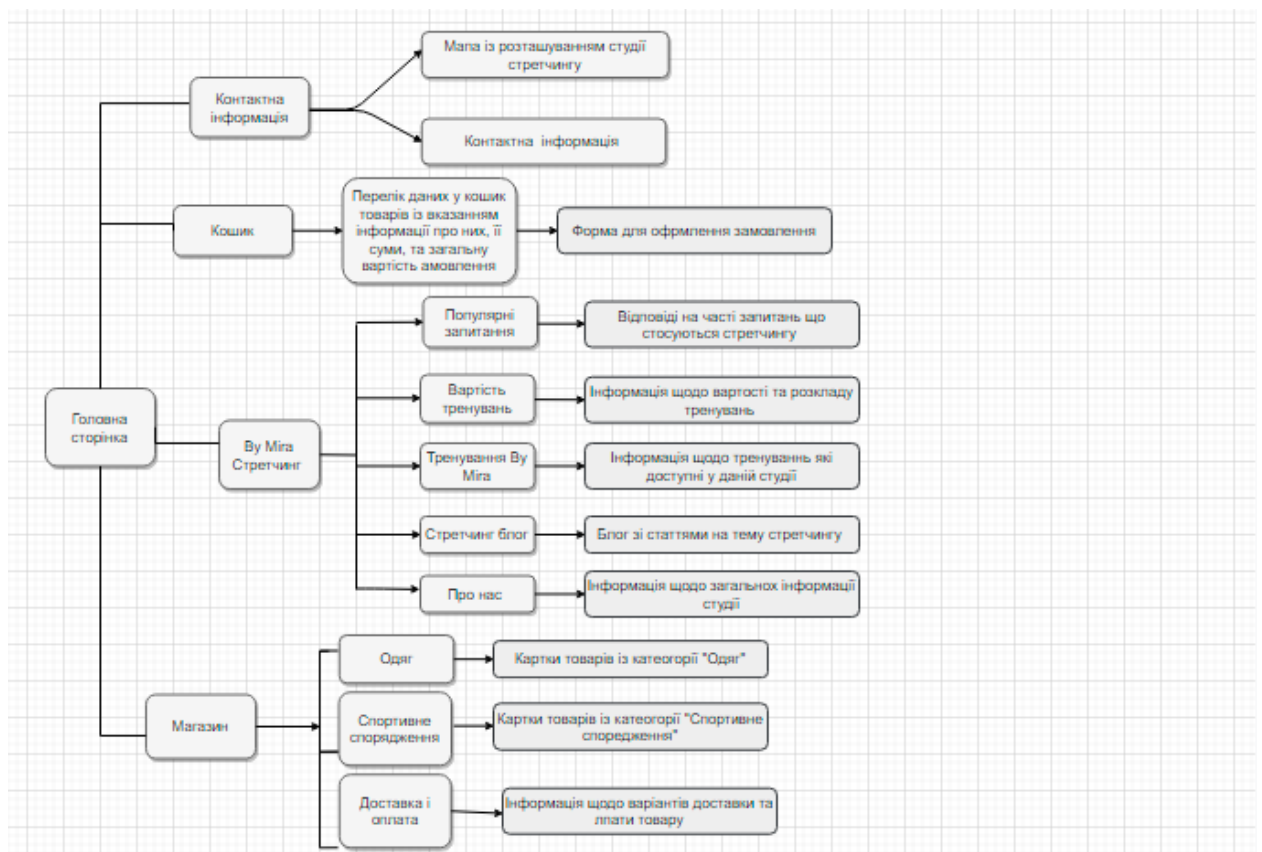 Мапа із розташуванням студії
стретчингу
Контактна
інформація
Контактна інформація
Кошик
Перелік даних у кошик
товарів із вказанням
інформації про них, її
суми, та загальну
вартість амовлення
Форма для офрмлення замовлення
Головна
сторінка
By Mira
Стретчинг
Популярні
запитання
Відповіді на часті запитань що
стосуються стретчингу
Вартість
тренувань
Інформація щодо вартості та розкладу
тренувань
Тренування By
Mira
Інформація щодо тренуваннь які
доступні у даній студії
Стретчинг блог
Блог зі статтями на тему стретчингу
Про нас
Інформація щодо загальнох інформації
студії
Магазин
Одяг
Картки товарів із катеогорії "Одяг"
Спортивне
спорядження
Картки товарів із катеогорії "Спортивне
споредження"
Доставка і
оплата
Інформація щодо варіантів доставки та
лпати товару